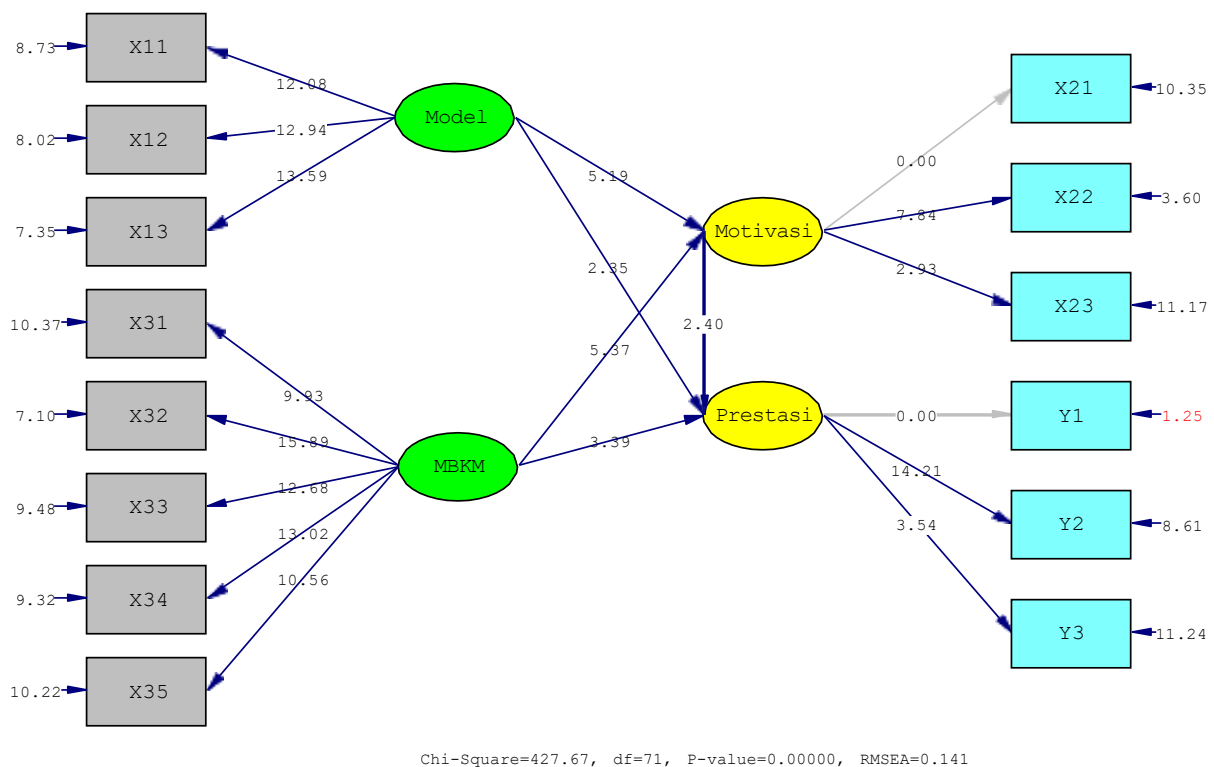 8.73 X11
8.02 X12
7.35 X13
10.37 X31
7.10 X32
9.48 X33
9.32 X34
10.22 X35
12.08
12.94
13.59
Model
9.93
15.89
12.68
13.02
10.56
MBKM
5.19
2.35
5.37
3.39
2.40
Motivasi
Prestasi
0.00
7.84
2.93
0.00
14.21
3.54
X21 10.35
X22 3.60
X23 11.17
Y1 1.25
Y2 8.61
Y3 11.24
Chi-Square=427.67, df=71, P-value=0.00000, RMSEA=0.141